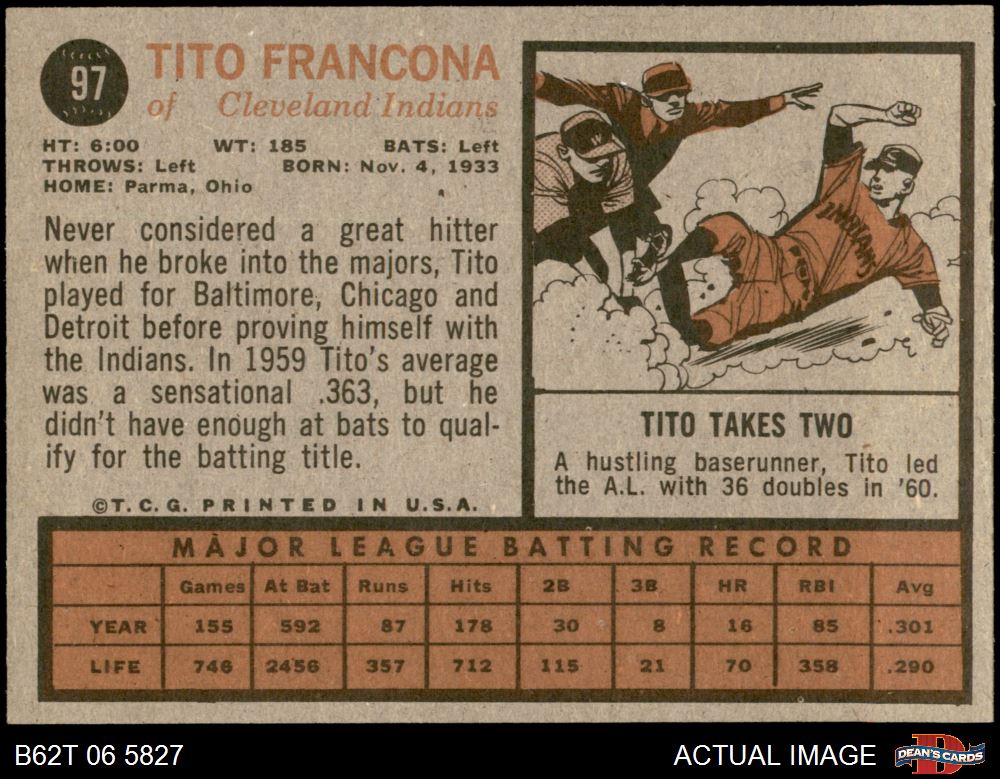 97
TITO FRANCONA
of Cleveland Indians
HT: 6:00 WT: 185 BATS: Left
THROWS: Left BORN: Nov. 4, 1933
HOME: Parma, Ohio
Never considered a great hitter
when he broke into the majors, Tito
played for Baltimore, Chicago and
Detroit before proving himself with
the Indians. In 1959 Tito's average
was a sensational .363, but he
didn't have enough at bats to qual-
ify for the batting title.
©T. C. G. PRINTED IN U.S.A.
INDIANS
TITO TAKES TWO
A hustling baserunner, Tito led
the A.L. with 36 doubles in '60.
MAJOR LEAGUE BATTING RECORD
Games At Bat Runs Hits 2B 3B HR RBI Avg
YEAR 155 592 87 178 30 8 16 85 .301
LIFE 746 2456 357 712 115 21 70 358 .290
B62T 06 5827 ACTUAL IMAGE D DEAN'S CARDS